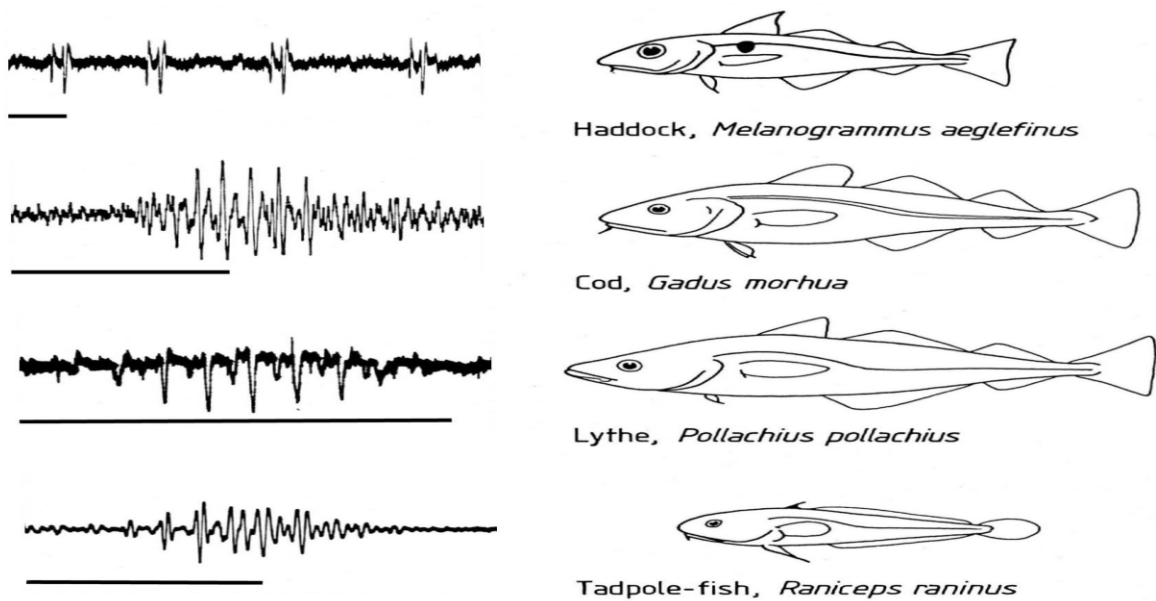 Haddock, Melanogrammus aeglefinus
Cod, Gadus morhua
Lythe, Pollachius pollachius
Tadpole-fish, Raniceps raninus